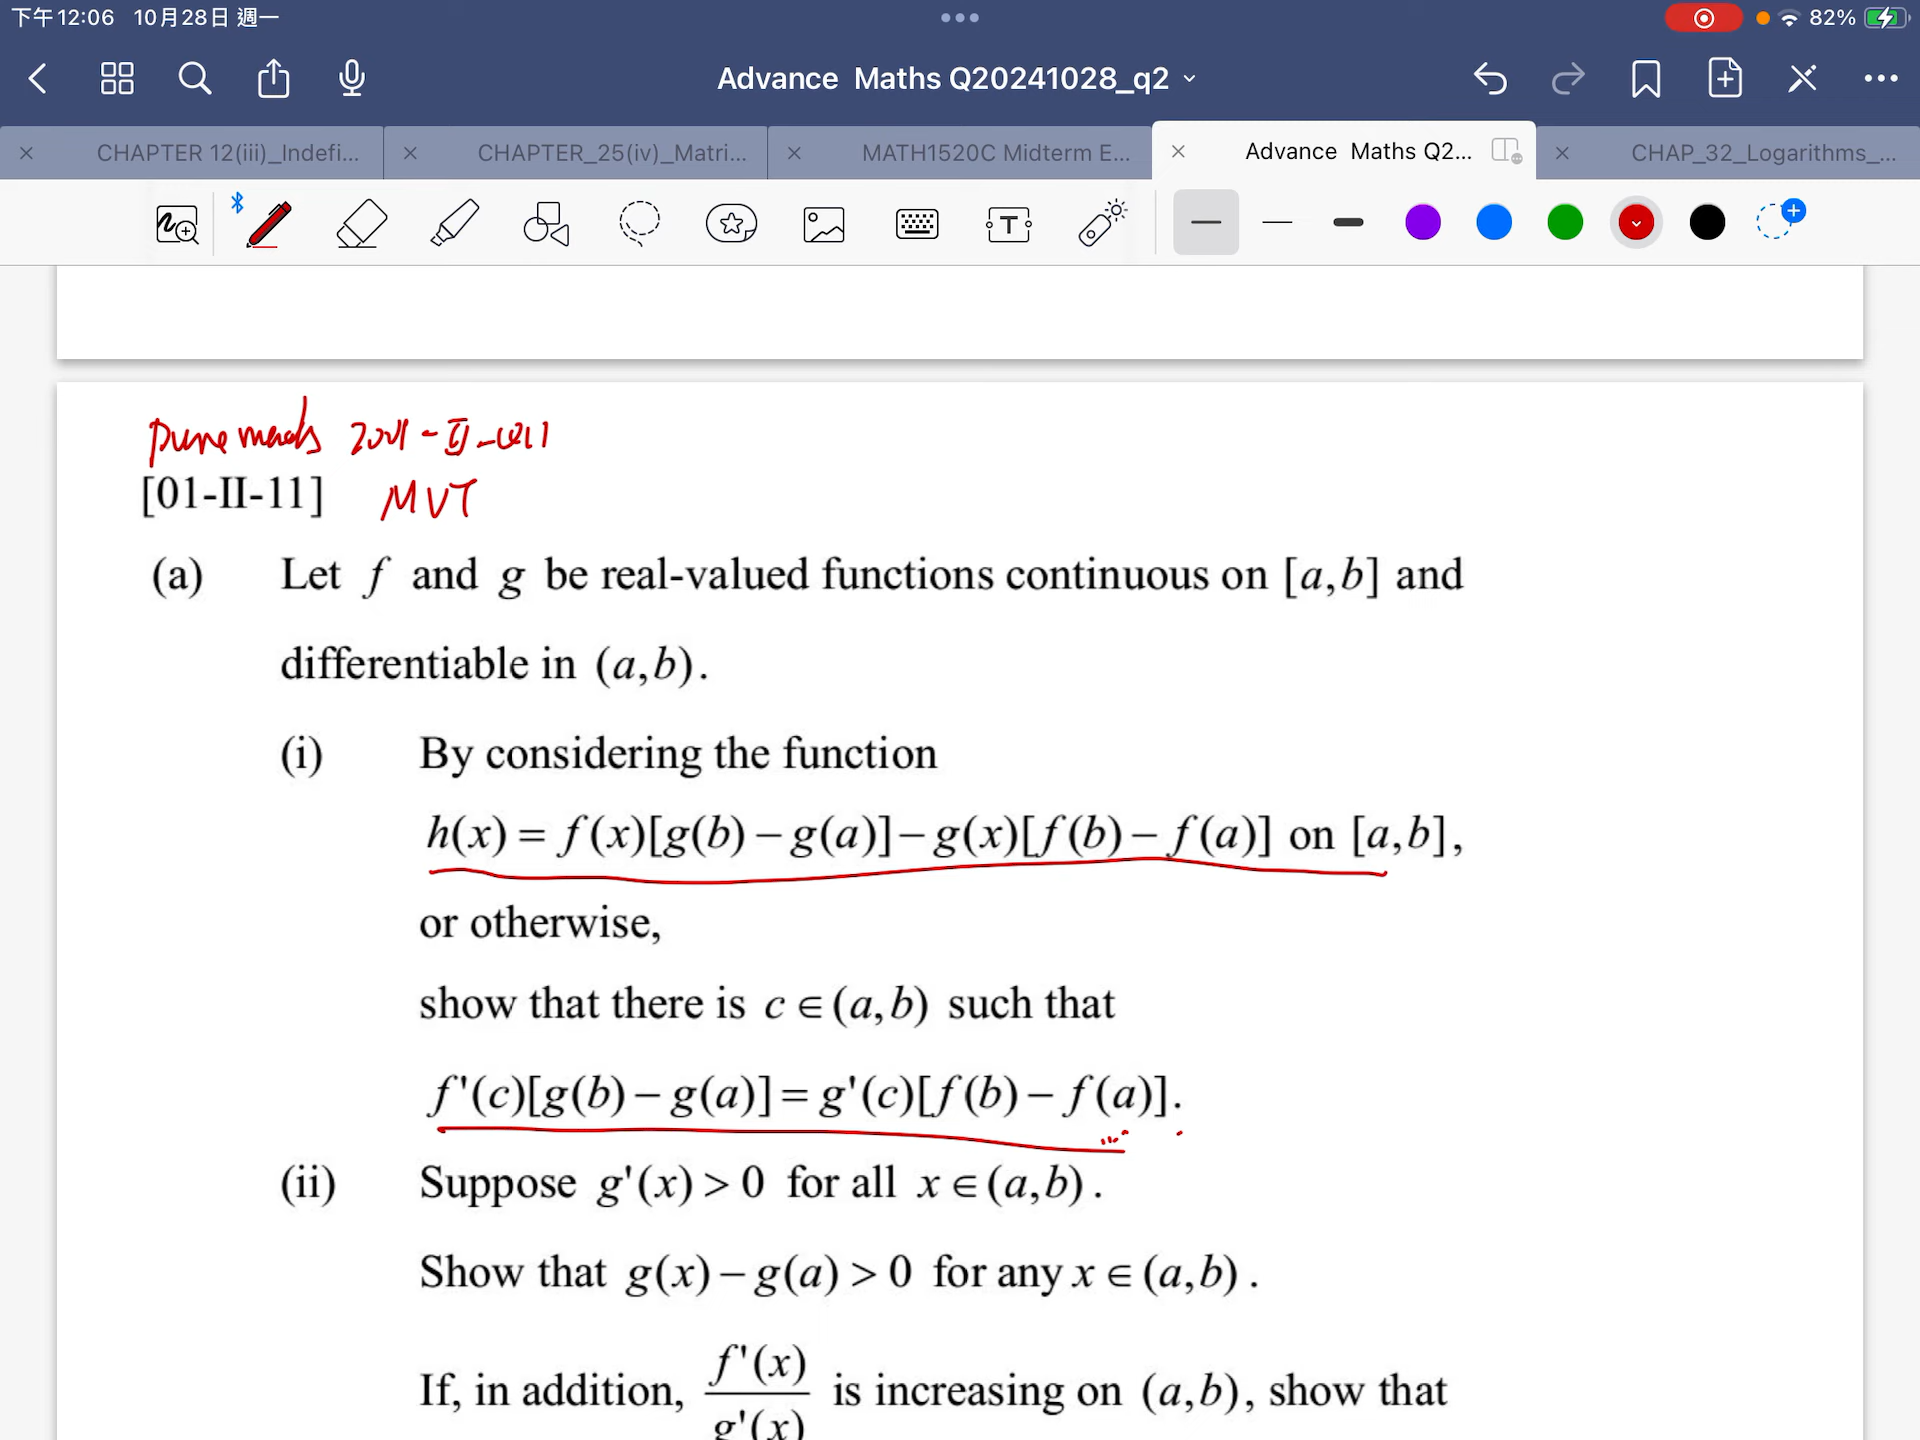 下午12:06 10月28日 週一
82%
Advance Maths Q20241028_q2
CHAPTER 12(iii)_Indefi...
CHAPTER_25(iv)_Matri...
MATH1520C Midterm E...
Advance Maths Q2...
CHAP_32_Logarithms_...
pure maths 2001-II-Q11
[01-II-11] MVT
(a) Let f and g be real-valued functions continuous on [a,b] and
differentiable in (a,b).
(i) By considering the function
h(x) = f(x)[g(b) – g(a)] – g(x)[f(b) – f(a)] on [a,b],
or otherwise,
show that there is c ∈ (a,b) such that
f'(c)[g(b) – g(a)] = g'(c)[f(b) – f(a)].
(ii) Suppose g'(x) > 0 for all x ∈ (a,b).
Show that g(x) – g(a) > 0 for any x ∈ (a,b).
If, in addition, f'(x)/g'(x) is increasing on (a,b), show that